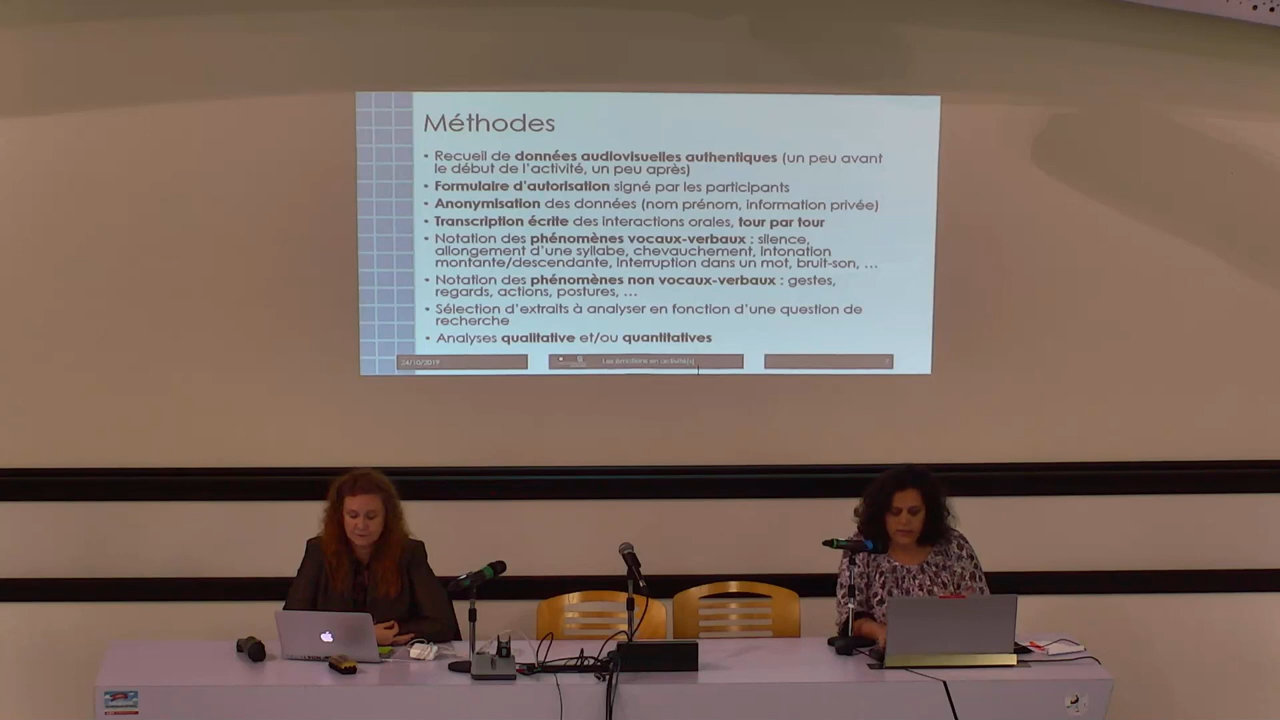 Méthodes
• Recueil de données audiovisuelles authentiques (un peu avant
le début de l'activité, un peu après)
• Formulaire d'autorisation signé par les participants
• Anonymisation des données (nom prénom, information privée)
• Transcription écrite des interactions orales, tour par tour
• Notation des phénomènes vocaux-verbaux : silence,
allongement d'une syllabe, chevauchement, intonation
montante/descendante, interruption dans un mot, bruit-son, …
• Notation des phénomènes non vocaux-verbaux : gestes,
regards, actions, postures, …
• Sélection d'extraits à analyser en fonction d'une question de
recherche
• Analyses qualitative et/ou quantitatives
24/10/2019
Les émotions en activité(s)